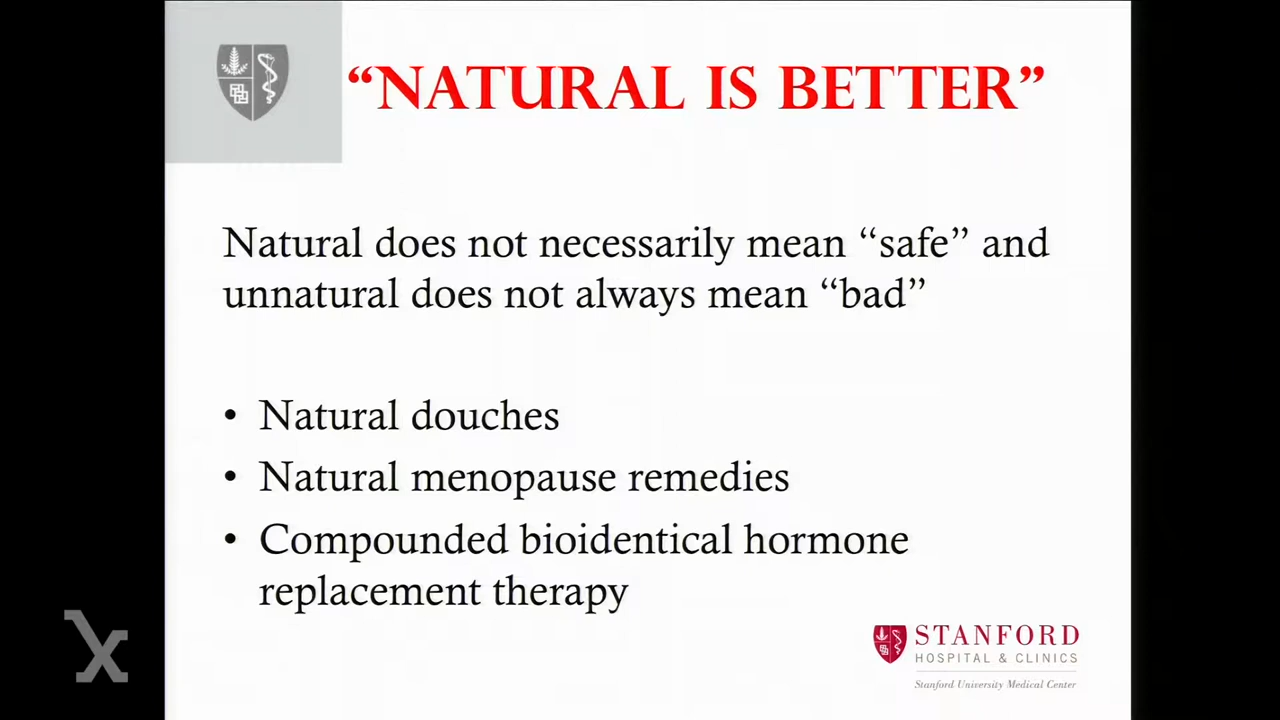 “NATURAL IS BETTER”
Natural does not necessarily mean “safe” and
unnatural does not always mean “bad”
• Natural douches
• Natural menopause remedies
• Compounded bioidentical hormone
replacement therapy
STANFORD
HOSPITAL & CLINICS
Stanford University Medical Center